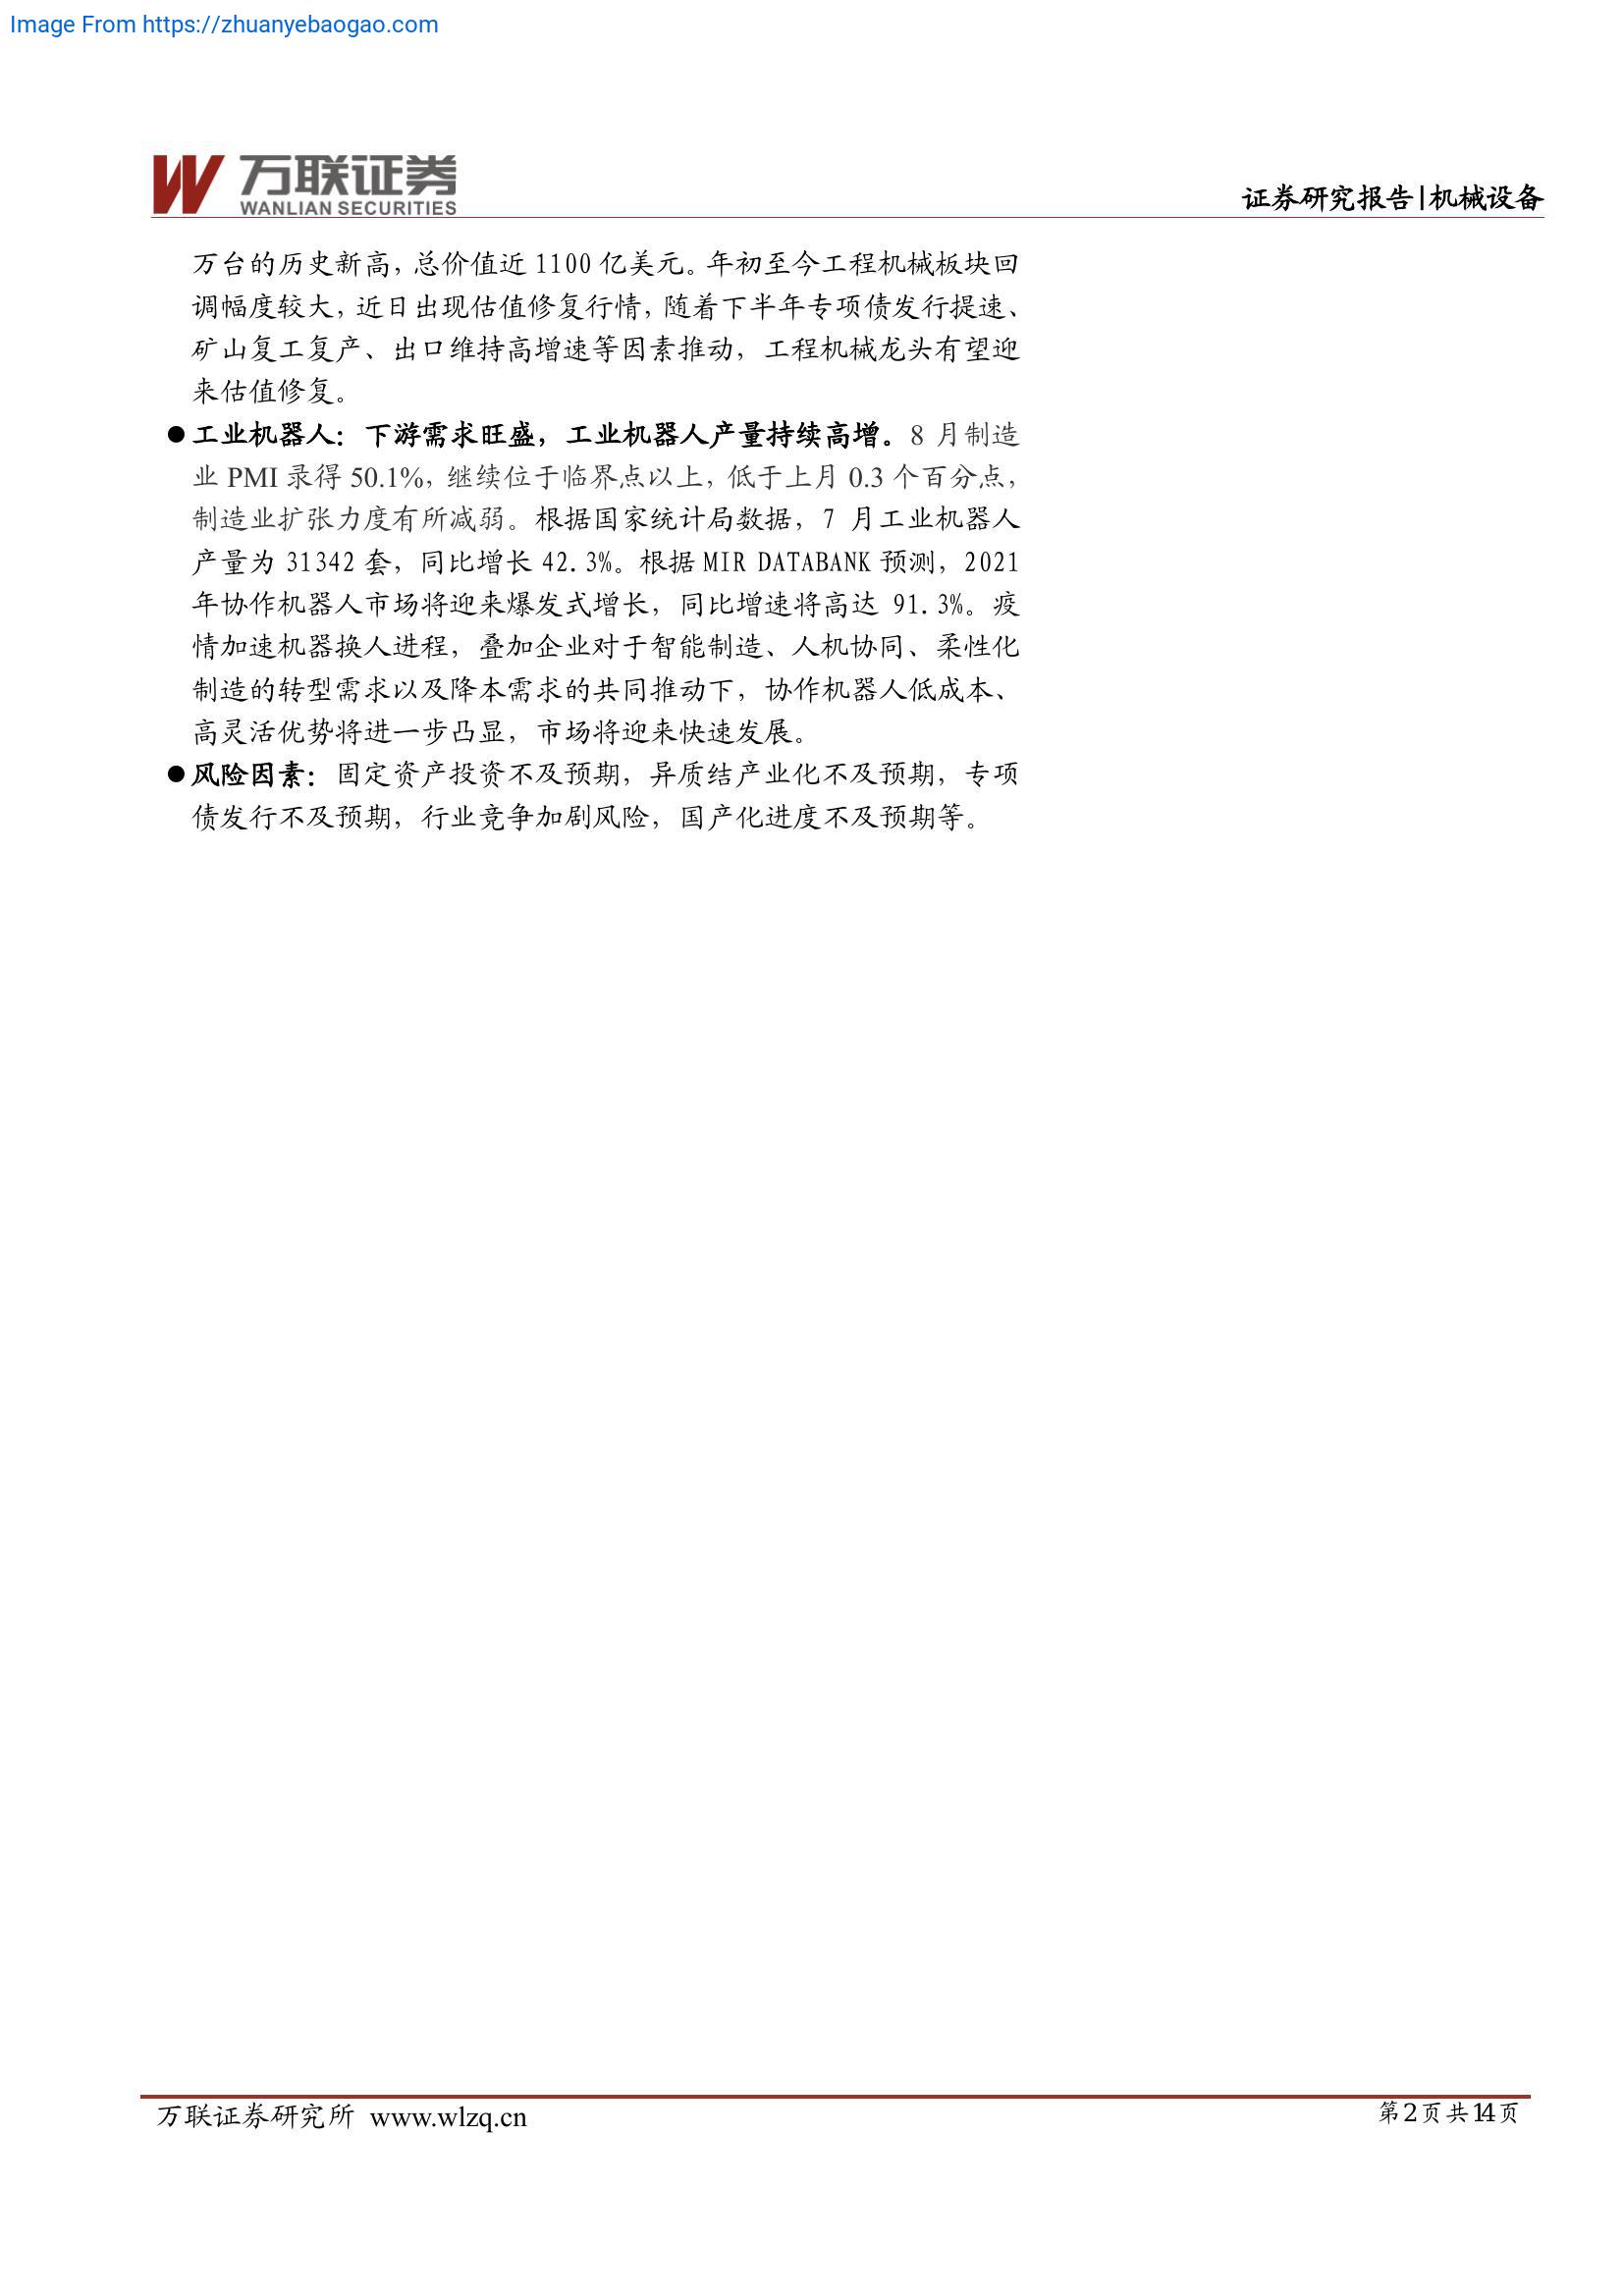 Image From https://zhuanyebaogao.com
万联证券
WANLIAN SECURITIES
证券研究报告|机械设备
万台的历史新高，总价值近 1100 亿美元。年初至今工程机械板块回
调幅度较大，近日出现估值修复行情，随着下半年专项债发行提速、
矿山复工复产、出口维持高增速等因素推动，工程机械龙头有望迎
来估值修复。
●工业机器人：下游需求旺盛，工业机器人产量持续高增。8 月制造
业 PMI 录得 50.1%，继续位于临界点以上，低于上月 0.3 个百分点，
制造业扩张力度有所减弱。根据国家统计局数据，7 月工业机器人
产量为 31342 套，同比增长 42.3%。根据 MIR DATABANK 预测，2021
年协作机器人市场将迎来爆发式增长，同比增速将高达 91.3%。疫
情加速机器换人进程，叠加企业对于智能制造、人机协同、柔性化
制造的转型需求以及降本需求的共同推动下，协作机器人低成本、
高灵活优势将进一步凸显，市场将迎来快速发展。
●风险因素：固定资产投资不及预期，异质结产业化不及预期，专项
债发行不及预期，行业竞争加剧风险，国产化进度不及预期等。
万联证券研究所 www.wlzq.cn
第 2 页 共 14 页